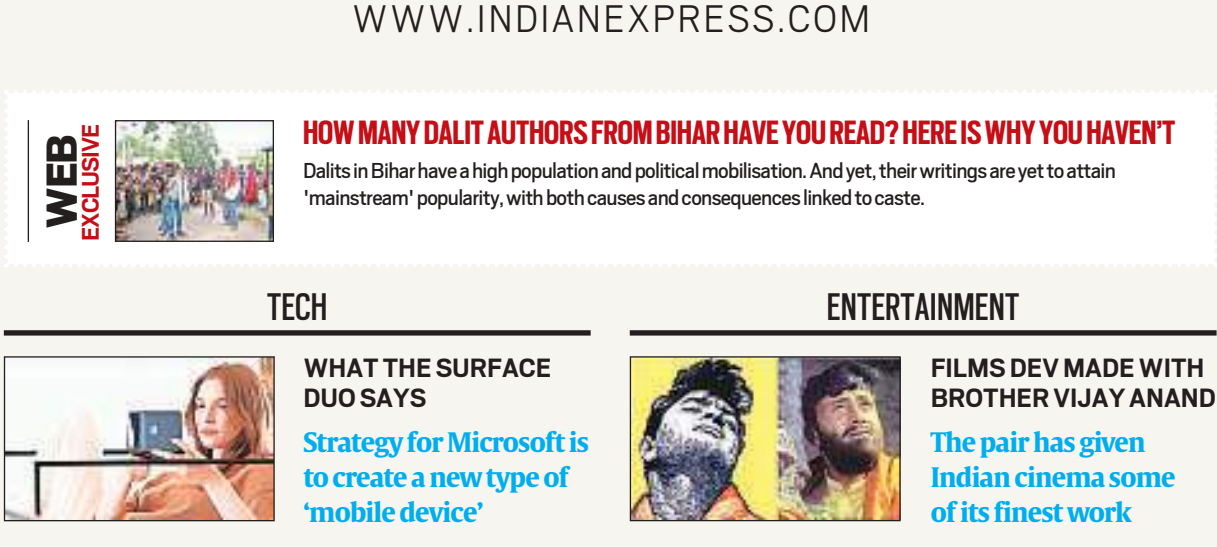 WWW.INDIANEXPRESS.COM
WEB
EXCLUSIVE
HOW MANY DALIT AUTHORS FROM BIHAR HAVE YOU READ? HERE IS WHY YOU HAVEN'T
Dalits in Bihar have a high population and political mobilisation. And yet, their writings are yet to attain
'mainstream' popularity, with both causes and consequences linked to caste.
TECH
WHAT THE SURFACE
DUO SAYS
Strategy for Microsoft is
to create a new type of
‘mobile device’
ENTERTAINMENT
FILMS DEV MADE WITH
BROTHER VIJAY ANAND
The pair has given
Indian cinema some
of its finest work